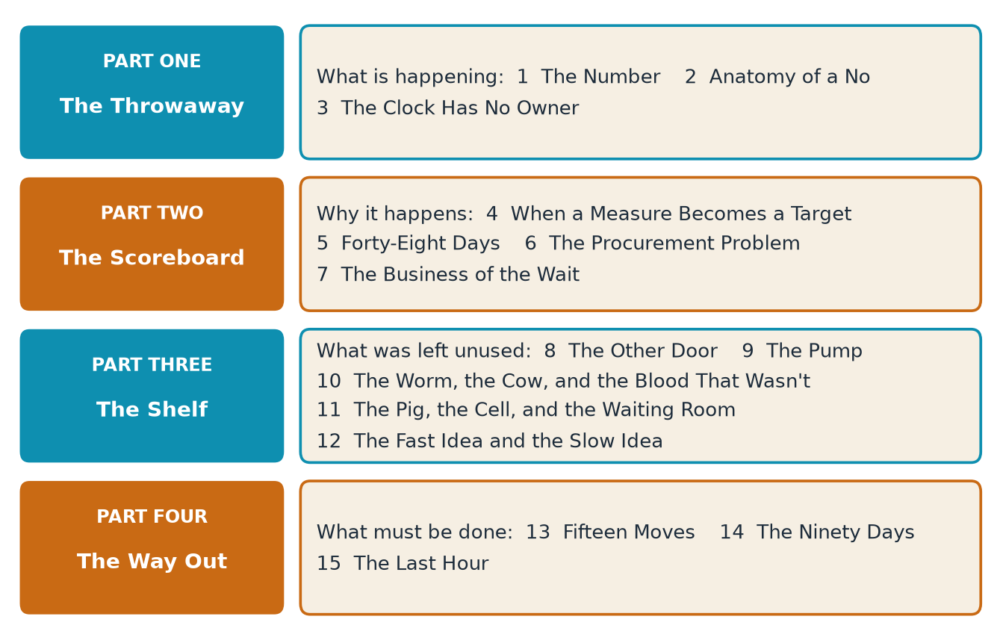 PART ONE
The Throwaway
What is happening:  1  The Number    2  Anatomy of a No
3  The Clock Has No Owner
PART TWO
The Scoreboard
Why it happens:  4  When a Measure Becomes a Target
5  Forty-Eight Days    6  The Procurement Problem
7  The Business of the Wait
PART THREE
The Shelf
What was left unused:  8  The Other Door    9  The Pump
10  The Worm, the Cow, and the Blood That Wasn't
11  The Pig, the Cell, and the Waiting Room
12  The Fast Idea and the Slow Idea
PART FOUR
The Way Out
What must be done:  13  Fifteen Moves    14  The Ninety Days
15  The Last Hour